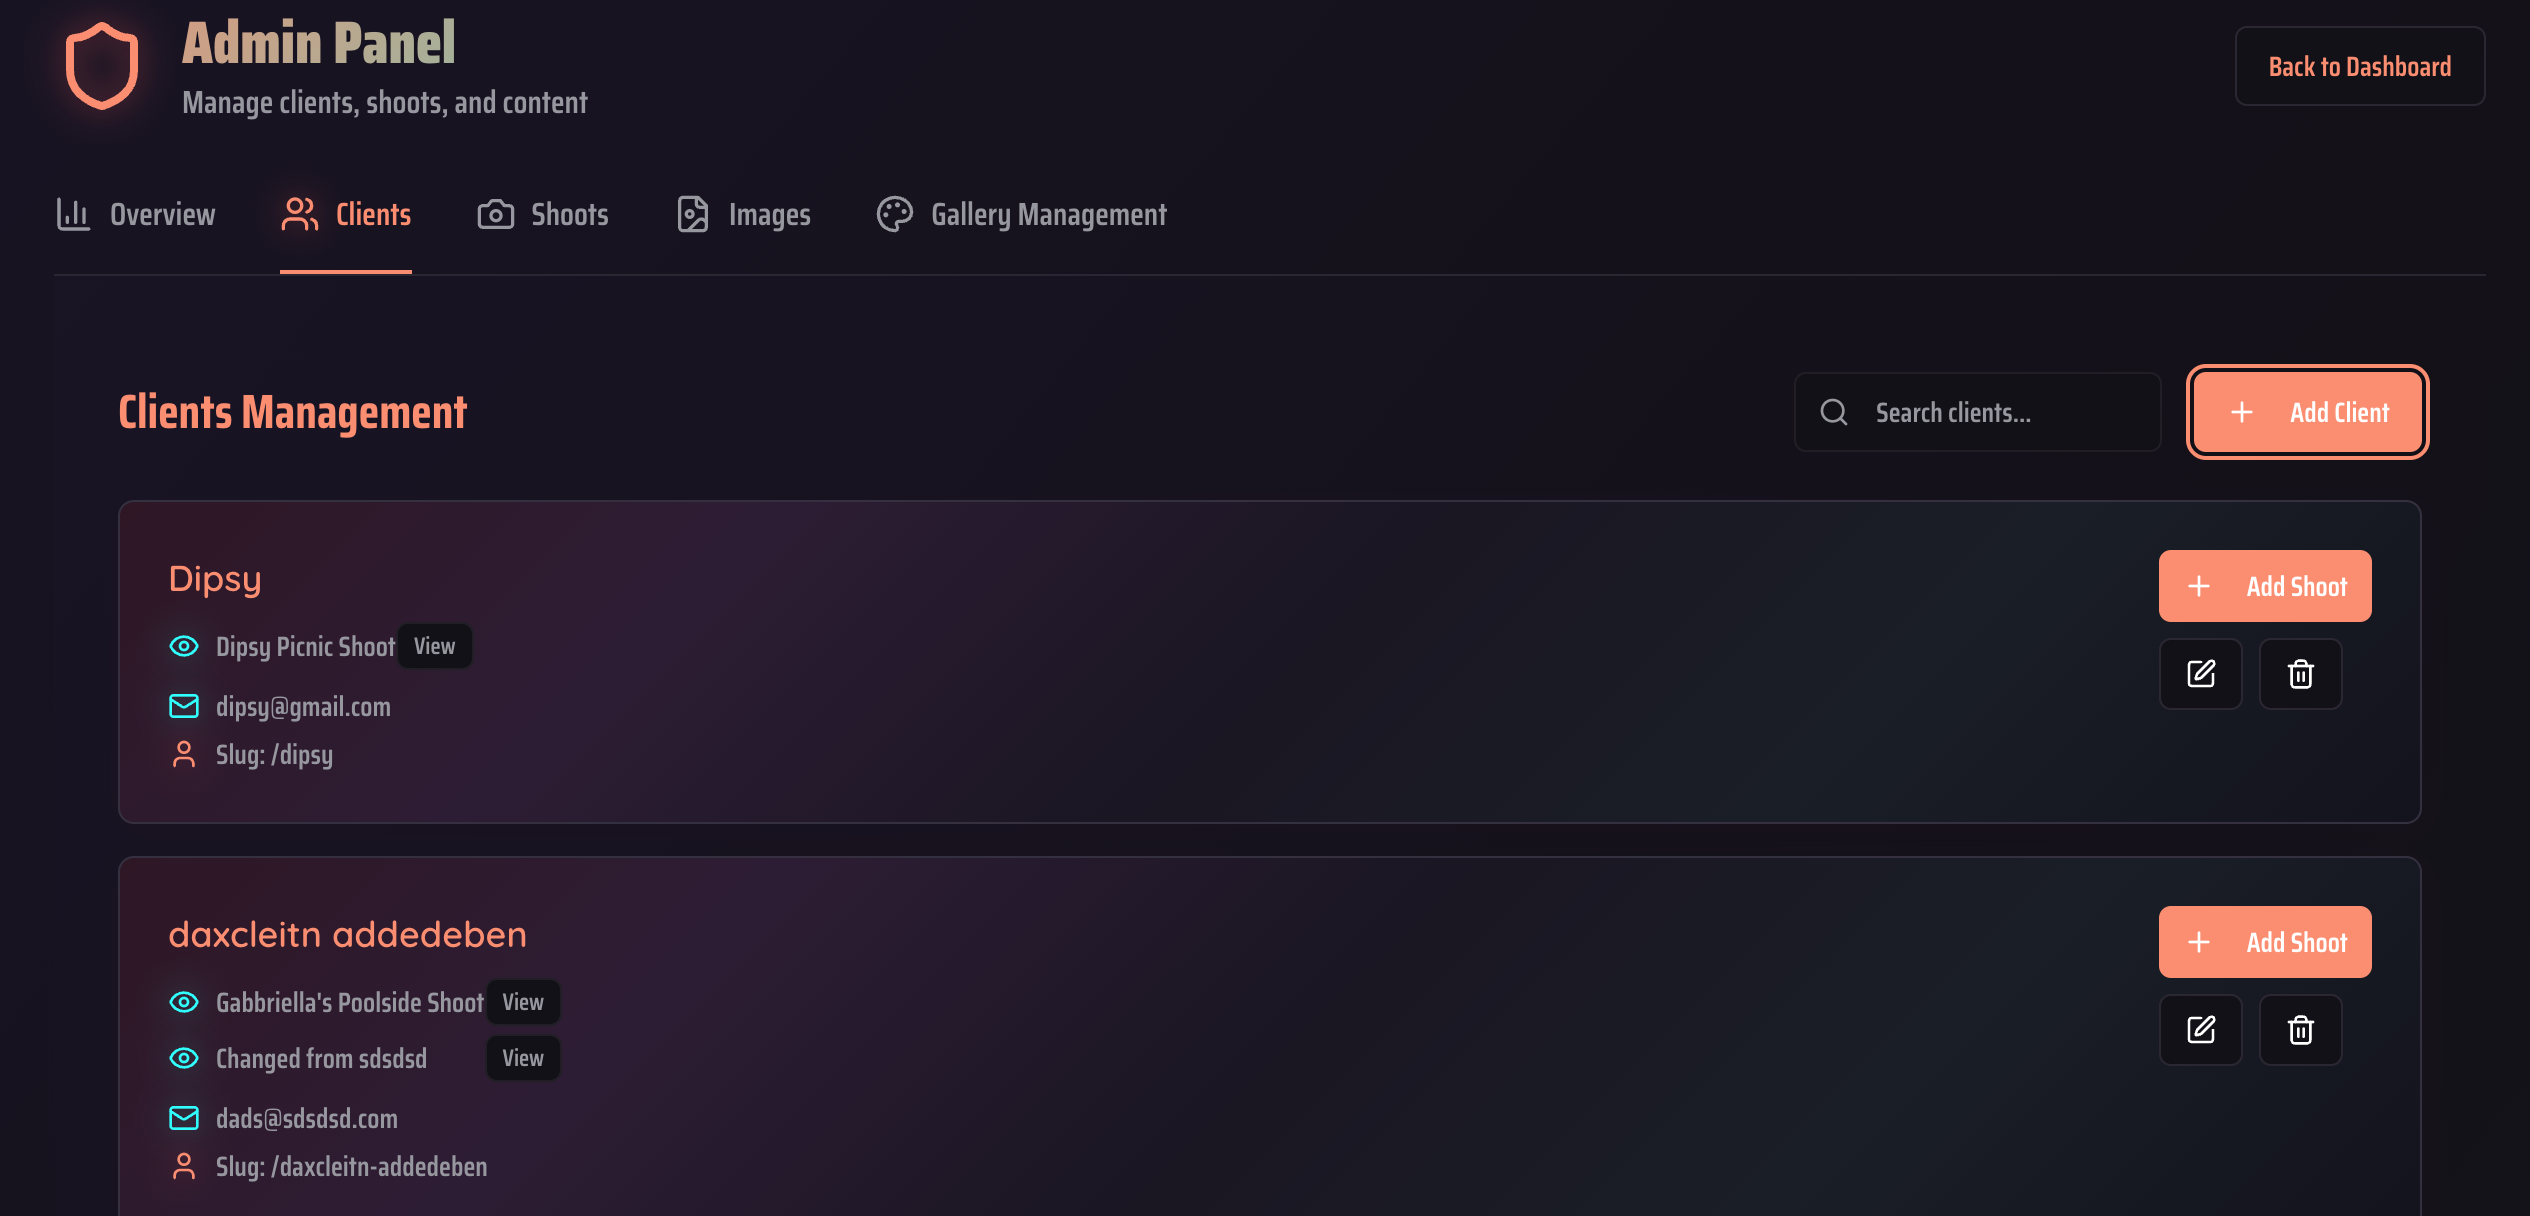 Admin Panel
Manage clients, shoots, and content
Back to Dashboard
Overview
Clients
Shoots
Images
Gallery Management
Clients Management
Search clients...
Add Client
Dipsy
Add Shoot
Dipsy Picnic Shoot View
dipsy@gmail.com
Slug: /dipsy
daxcleitn addedeben
Add Shoot
Gabbriella's Poolside Shoot View
Changed from sdsdsd View
dads@sdsdsd.com
Slug: /daxcleitn-addedeben